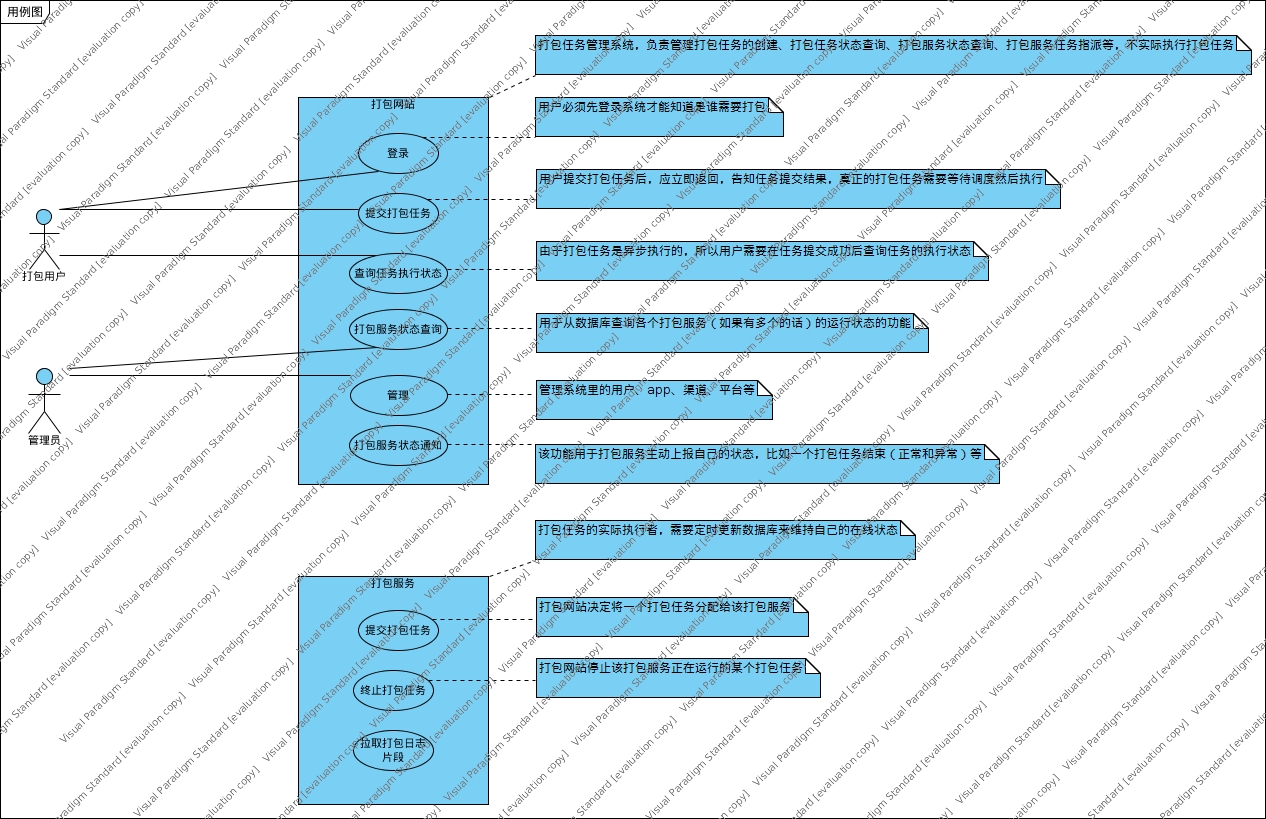 用例图
打包任务管理系统，负责管理打包任务的创建、打包任务状态查询、打包服务状态查询、打包服务任务指派等，不实际执行打包任务
打包网站
用户必须先登录系统才能知道是谁需要打包
登录
用户提交打包任务后，应立即返回，告知任务提交结果，真正的打包任务需要等待调度然后执行
提交打包任务
打包用户
由于打包任务是异步执行的，所以用户需要在任务提交成功后查询任务的执行状态
查询任务执行状态
用于从数据库查询各个打包服务（如果有多个的话）的运行状态的功能
打包服务状态查询
管理系统里的用户、app、渠道、平台等
管理
管理员
打包服务状态通知
该功能用于打包服务主动上报自己的状态，比如一个打包任务结束（正常和异常）等
打包任务的实际执行者，需要定时更新数据库来维持自己的在线状态
打包服务
打包网站决定将一个打包任务分配给该打包服务
提交打包任务
打包网站停止该打包服务正在运行的某个打包任务
终止打包任务
拉取打包日志
片段
Visual Paradigm Standard [evaluation copy]